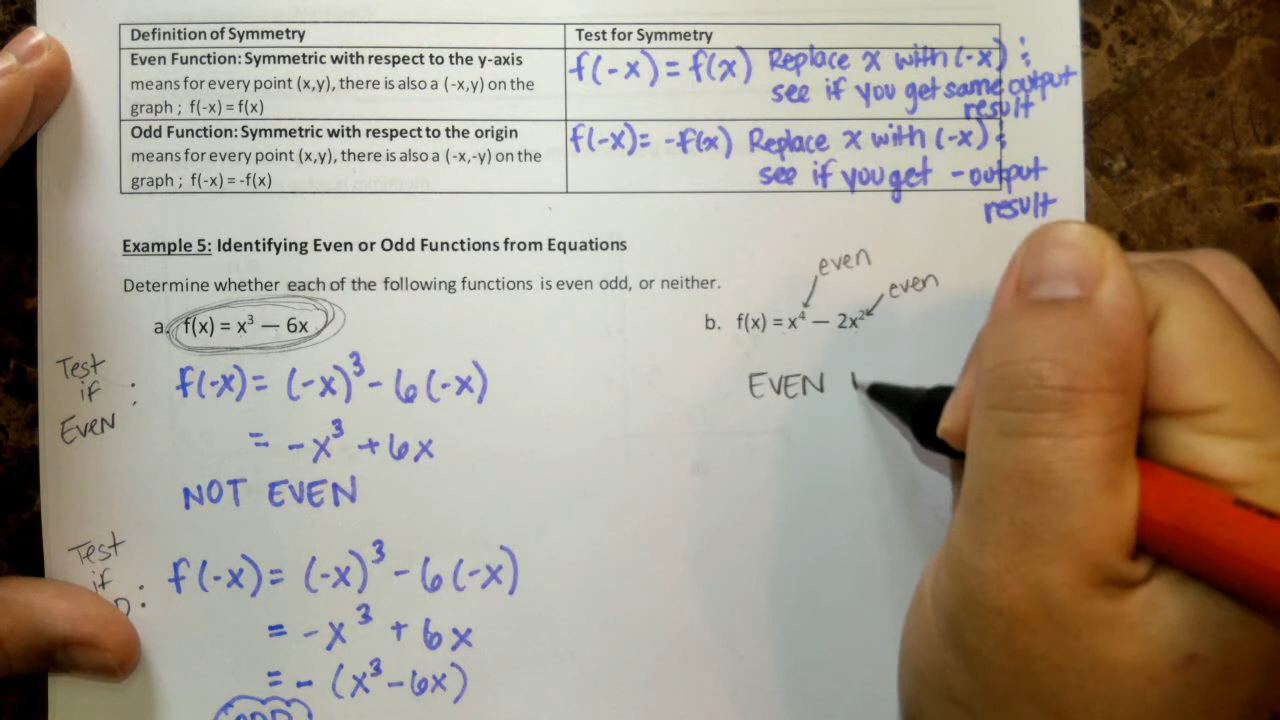 Definition of Symmetry
Test for Symmetry
Even Function: Symmetric with respect to the y-axis
means for every point (x,y), there is also a (-x,y) on the
graph ; f(-x) = f(x)
f(-x) = f(x) Replace x with (-x) ;
see if you get same output
result
Odd Function: Symmetric with respect to the origin
means for every point (x,y), there is also a (-x,-y) on the
graph ; f(-x) = -f(x)
f(-x) = -f(x) Replace x with (-x) ;
see if you get -output
result
Example 5: Identifying Even or Odd Functions from Equations
Determine whether each of the following functions is even odd, or neither.
a. f(x) = x³ — 6x
Test
if
EVEN :
f(-x) = (-x)³ - 6(-x)
= -x³ + 6x
NOT EVEN
Test
if
f(-x) = (-x)³ - 6(-x)
= -x³ + 6x
= - (x³ - 6x)
ODD
even
even
b. f(x) = x⁴ — 2x²
EVEN